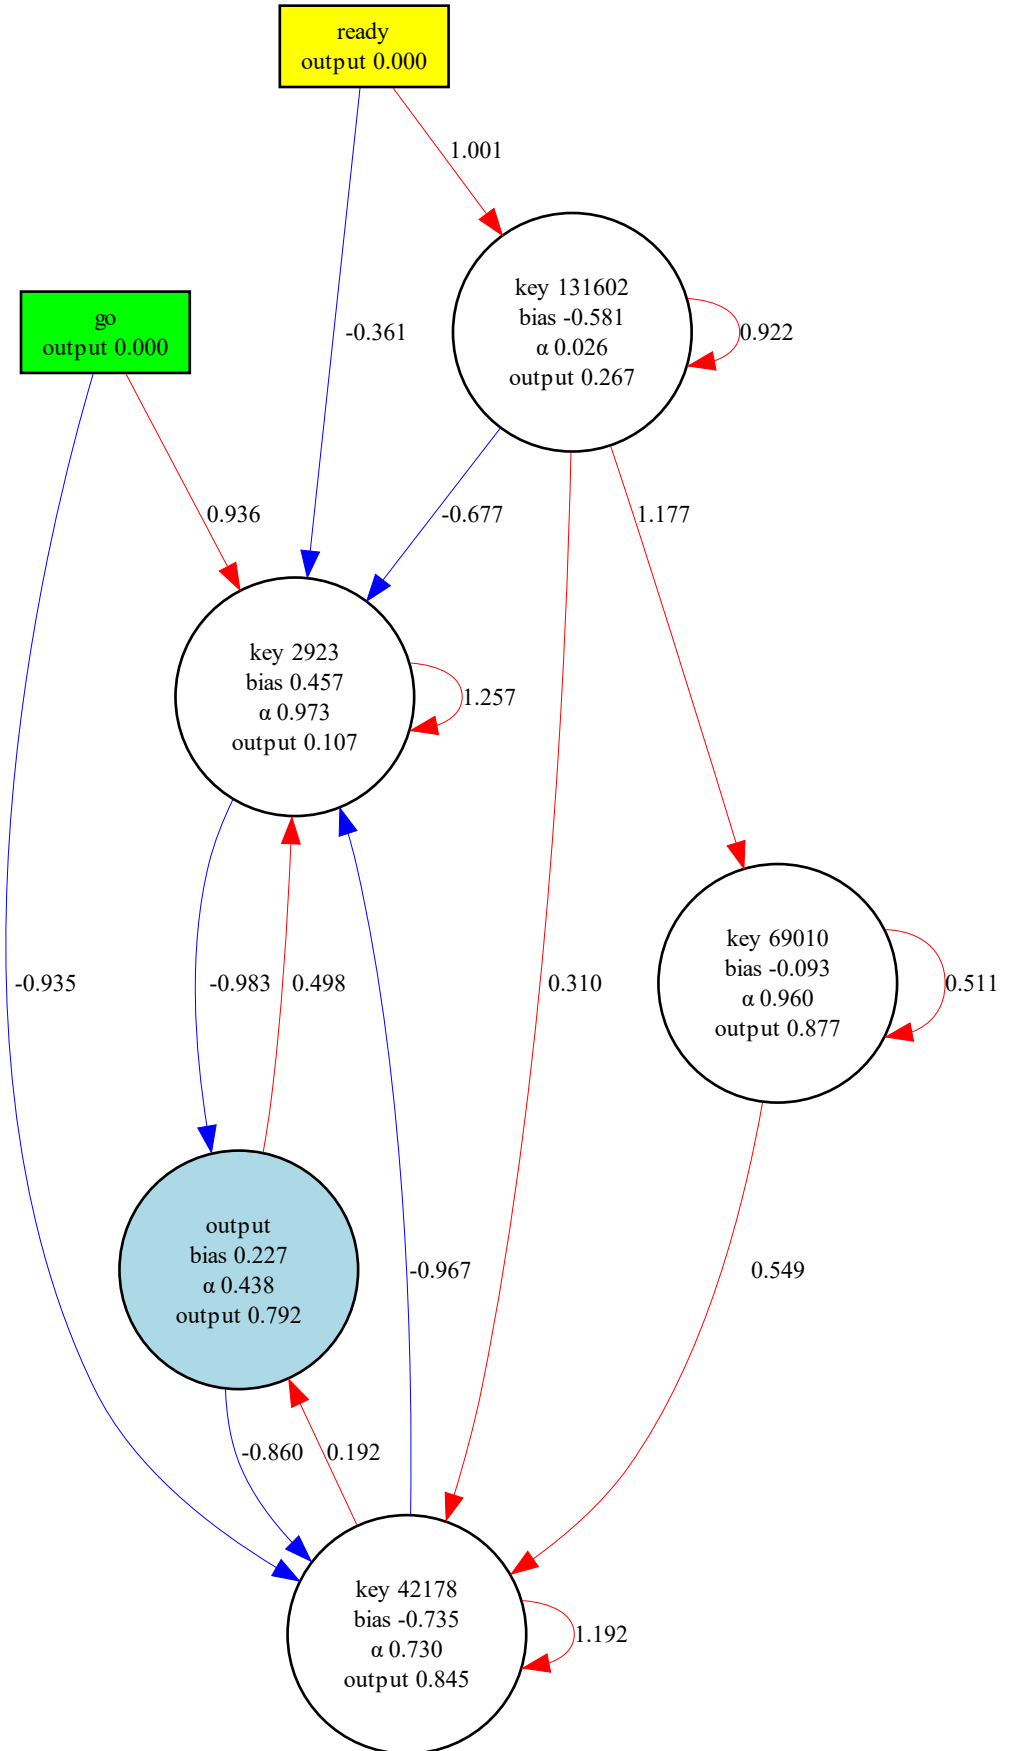 ready
output 0.000
1.001
key 131602
bias -0.581
α 0.026
output 0.267
0.922
go
output 0.000
-0.361
0.936
-0.677
1.177
key 2923
bias 0.457
α 0.973
output 0.107
1.257
key 69010
bias -0.093
α 0.960
output 0.877
0.511
-0.935
-0.983
0.498
0.310
output
bias 0.227
α 0.438
output 0.792
-0.967
0.549
-0.860
0.192
key 42178
bias -0.735
α 0.730
output 0.845
1.192